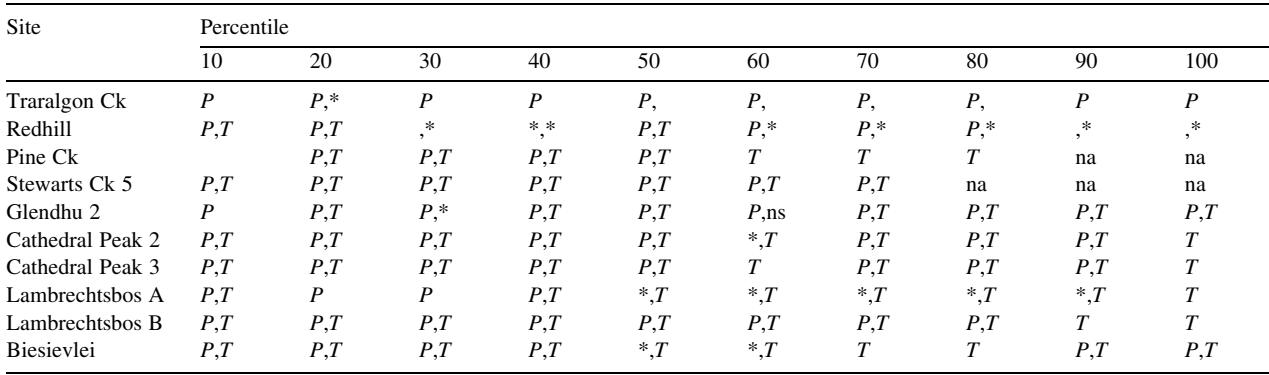 Site Percentile
10 20 30 40 50 60 70 80 90 100
Traralgon Ck P P,* P P P, P, P, P, P P
Redhill P,T P,T ,* *,* P,T P,* P,* P,* ,* ,*
Pine Ck P,T P,T P,T P,T T T T na na
Stewarts Ck 5 P,T P,T P,T P,T P,T P,T P,T na na na
Glendhu 2 P P,T P,* P,T P,T P,ns P,T P,T P,T P,T
Cathedral Peak 2 P,T P,T P,T P,T P,T *,T P,T P,T P,T T
Cathedral Peak 3 P,T P,T P,T P,T P,T T P,T P,T P,T T
Lambrechtsbos A P,T P P P,T *,T *,T *,T *,T *,T T
Lambrechtsbos B P,T P,T P,T P,T P,T P,T P,T P,T T T
Biesievlei P,T P,T P,T P,T *,T *,T T T P,T P,T